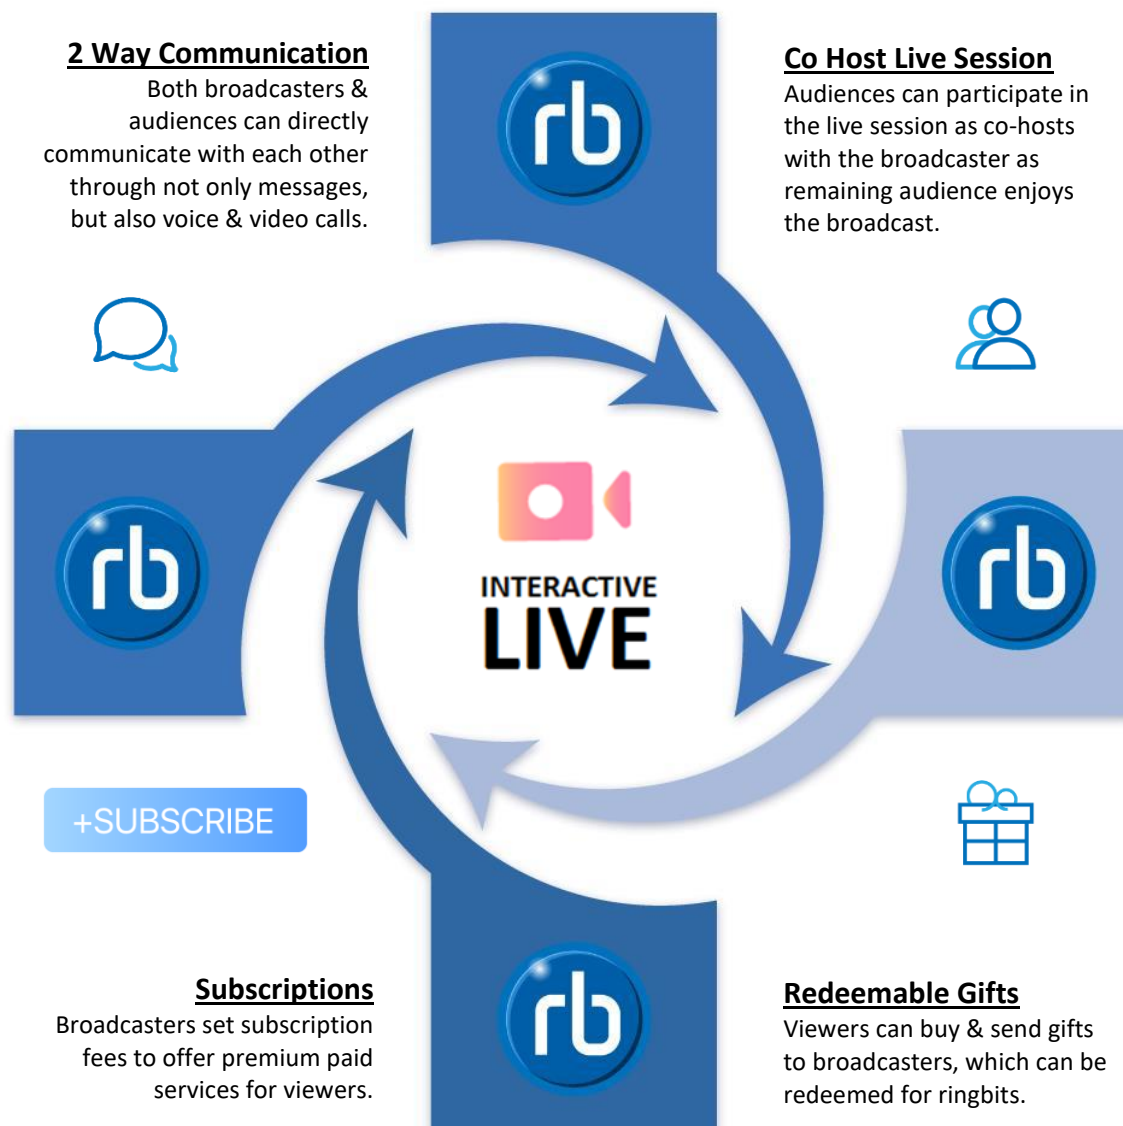 2 Way Communication
Both broadcasters &
audiences can directly
communicate with each other
through not only messages,
but also voice & video calls.
rb
Co Host Live Session
Audiences can participate in
the live session as co-hosts
with the broadcaster as
remaining audience enjoys
the broadcast.
rb
INTERACTIVE
LIVE
rb
+SUBSCRIBE
Subscriptions
Broadcasters set subscription
fees to offer premium paid
services for viewers.
rb
Redeemable Gifts
Viewers can buy & send gifts
to broadcasters, which can be
redeemed for ringbits.